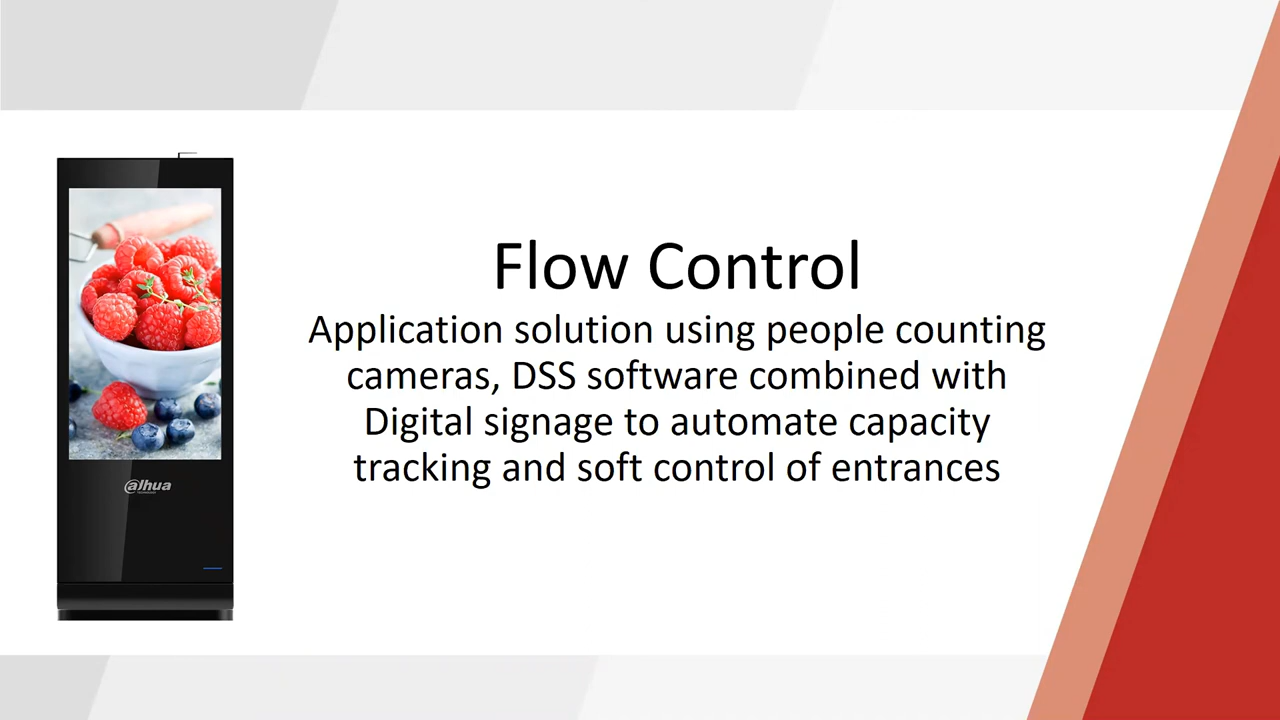 Flow Control
Application solution using people counting
cameras, DSS software combined with
Digital signage to automate capacity
tracking and soft control of entrances
alhua
TECHNOLOGY